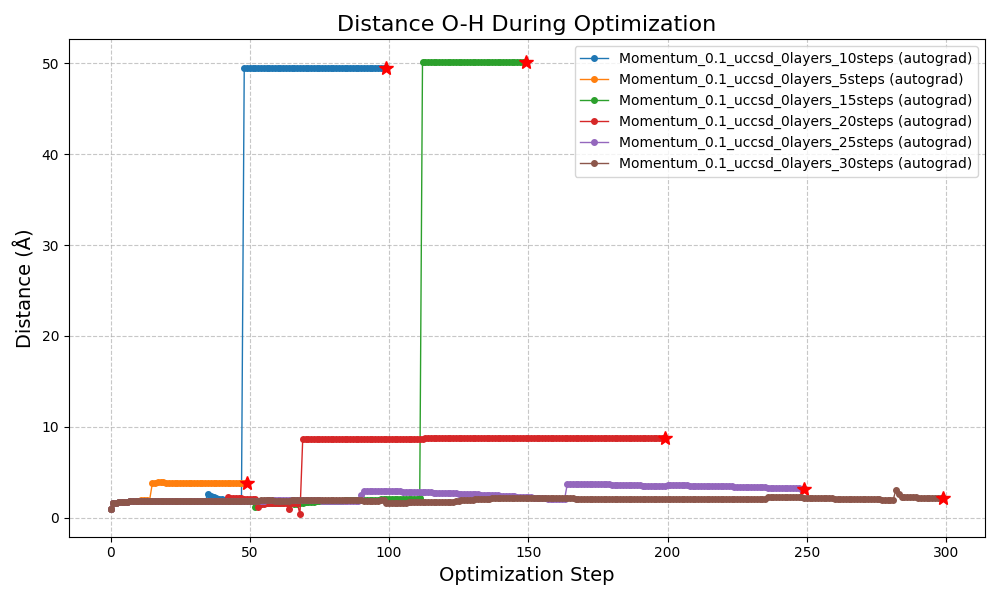 Distance O-H During Optimization
Distance (Å)
50
40
30
20
10
0
Momentum_0.1_uccsd_0layers_10steps (autograd)
Momentum_0.1_uccsd_0layers_5steps (autograd)
Momentum_0.1_uccsd_0layers_15steps (autograd)
Momentum_0.1_uccsd_0layers_20steps (autograd)
Momentum_0.1_uccsd_0layers_25steps (autograd)
Momentum_0.1_uccsd_0layers_30steps (autograd)
0 50 100 150 200 250 300
Optimization Step